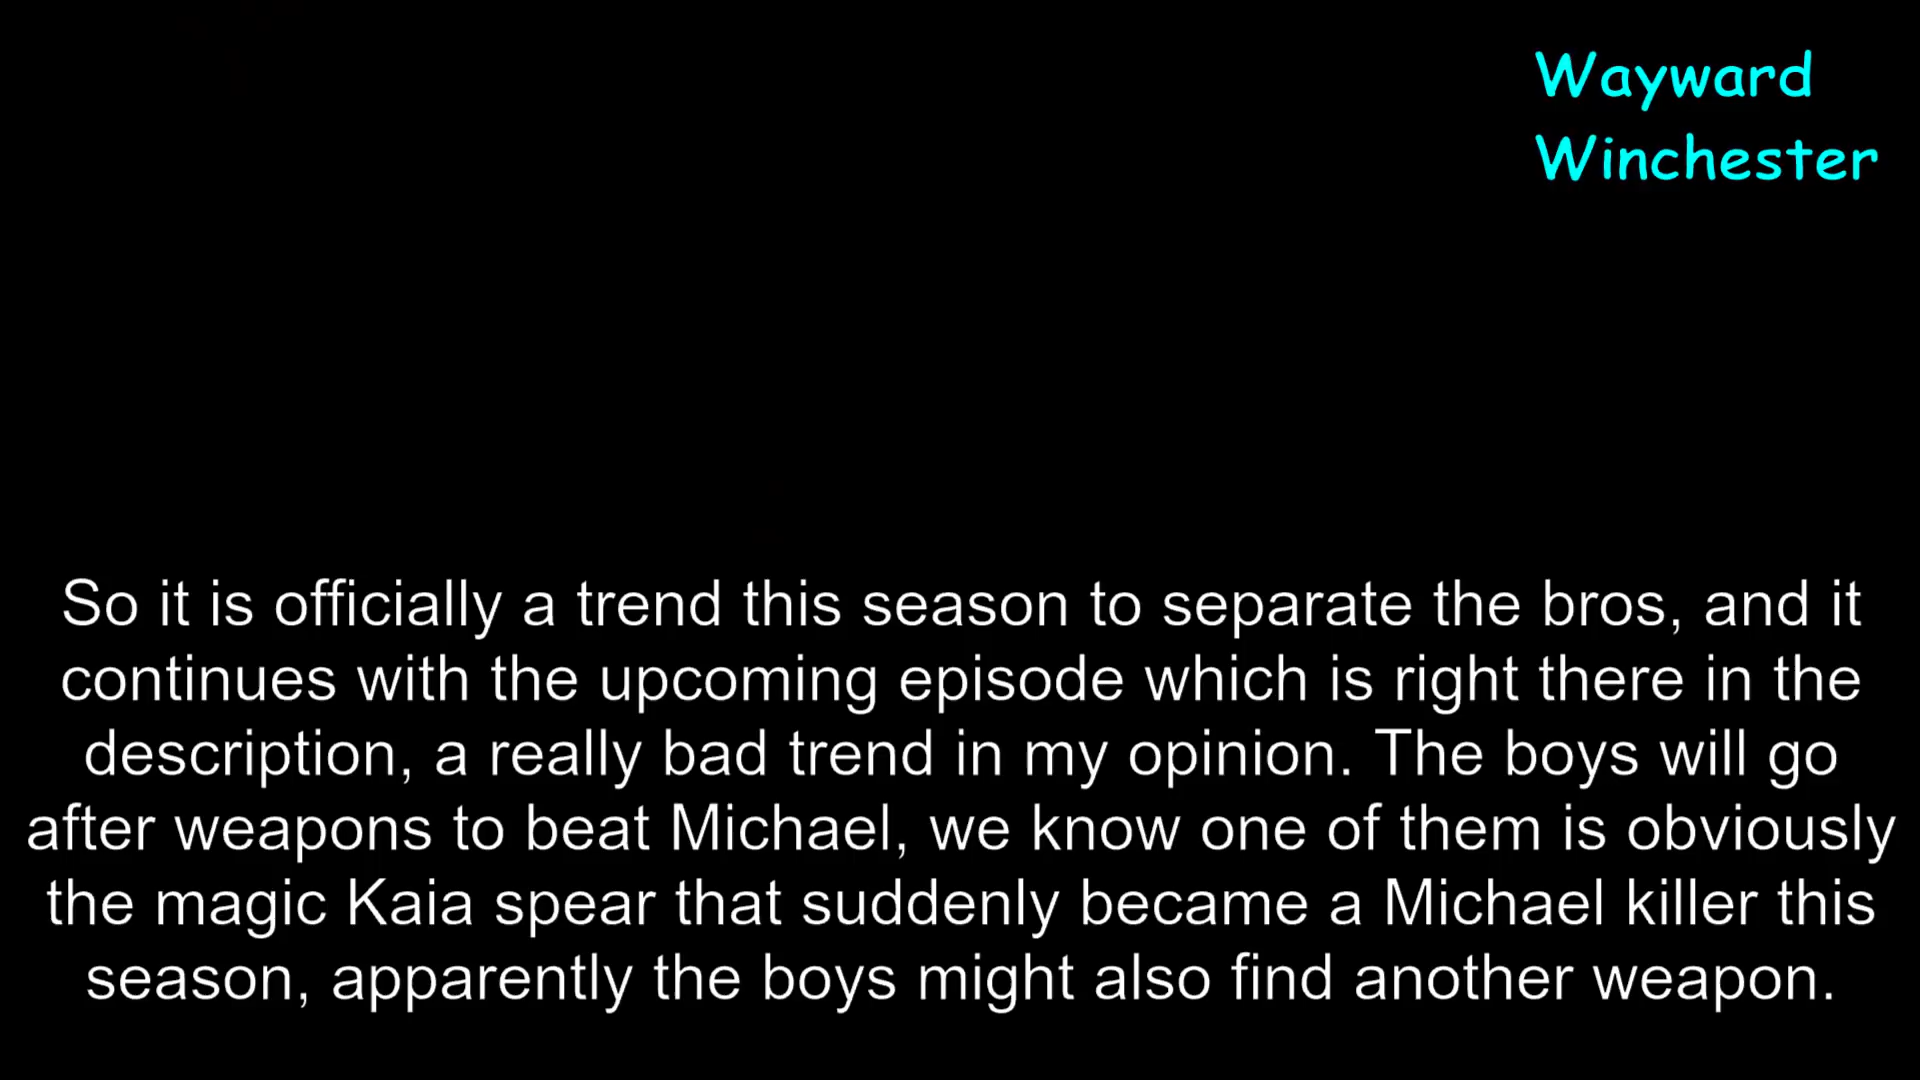 Wayward
Winchester
So it is officially a trend this season to separate the bros, and it
continues with the upcoming episode which is right there in the
description, a really bad trend in my opinion. The boys will go
after weapons to beat Michael, we know one of them is obviously
the magic Kaia spear that suddenly became a Michael killer this
season, apparently the boys might also find another weapon.